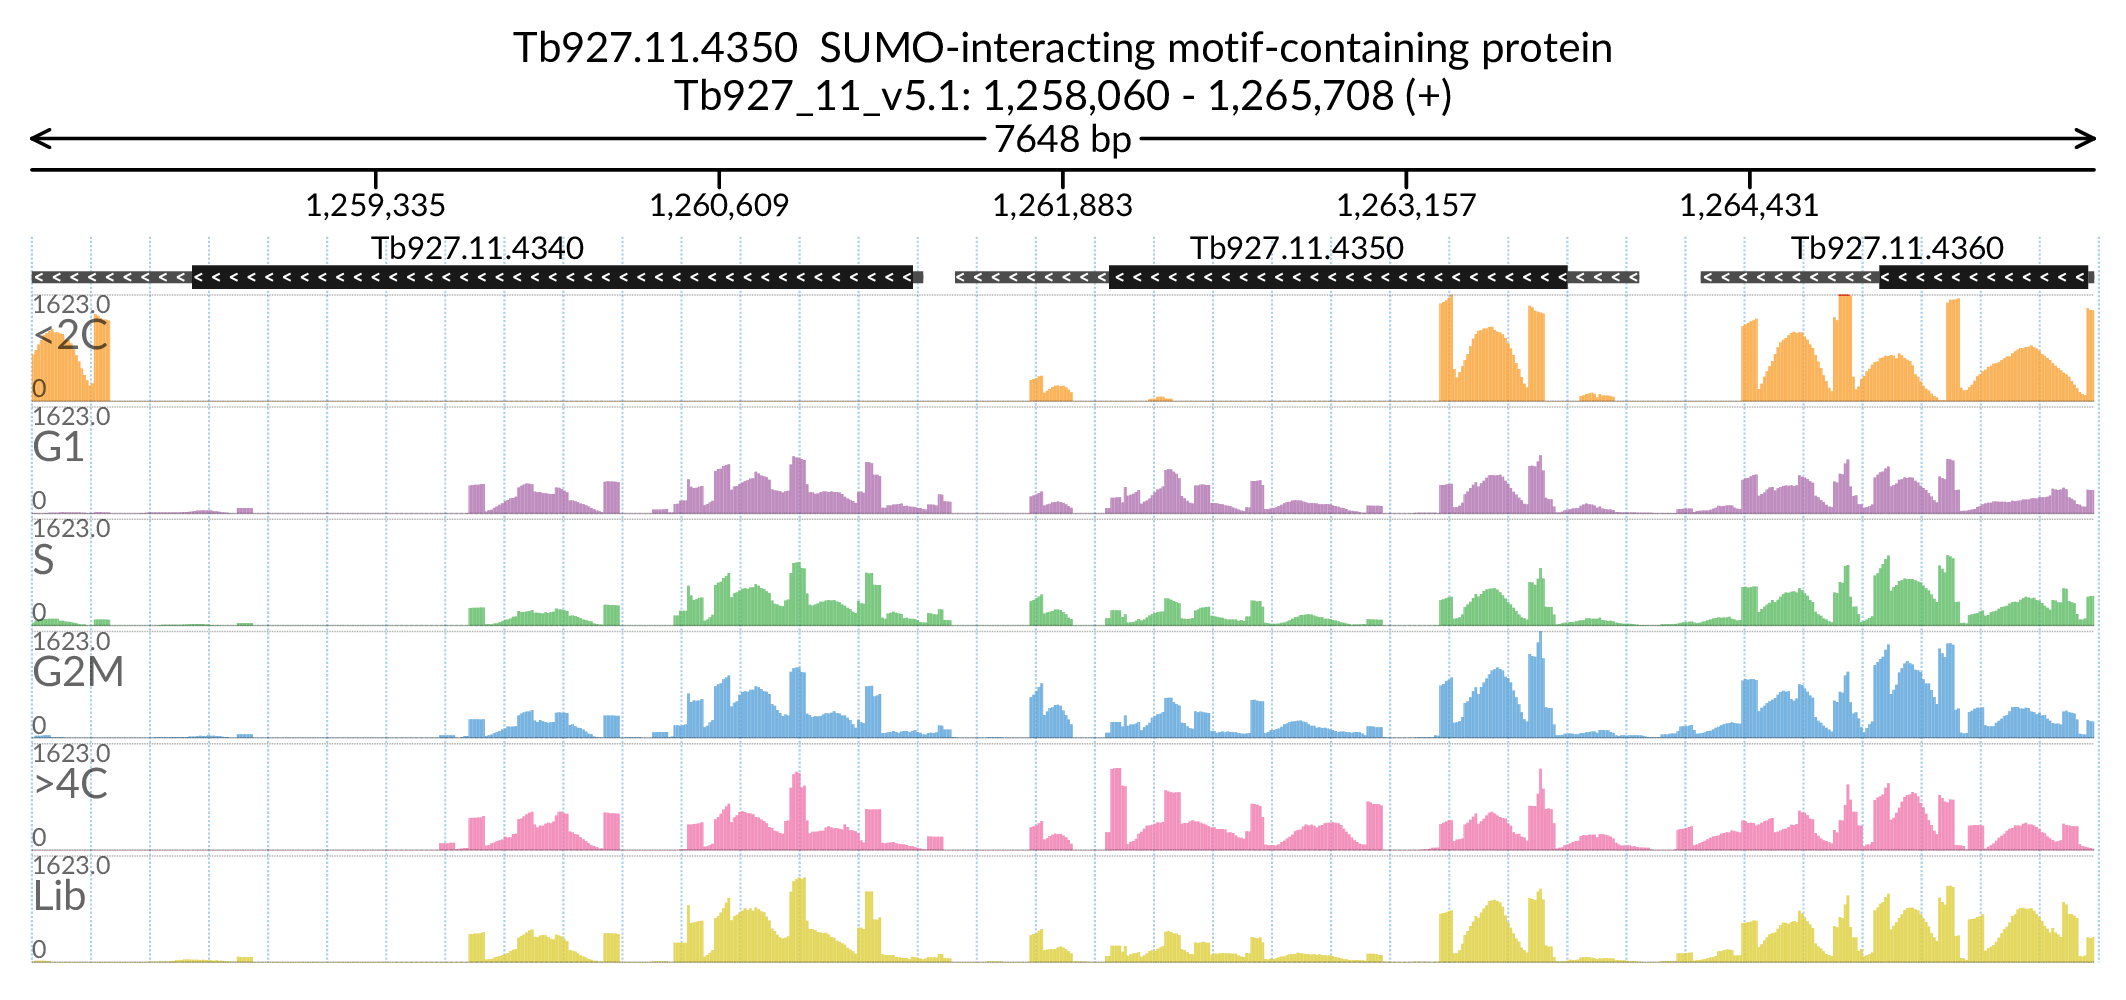 Tb927.11.4350  SUMO-interacting motif-containing protein
Tb927_11_v5.1: 1,258,060 - 1,265,708 (+)
7648 bp
1,259,335 1,260,609 1,261,883 1,263,157 1,264,431
Tb927.11.4340 Tb927.11.4350 Tb927.11.4360
1623.0
<2C
0
1623.0
G1
0
1623.0
S
0
1623.0
G2M
0
1623.0
>4C
0
1623.0
Lib
0